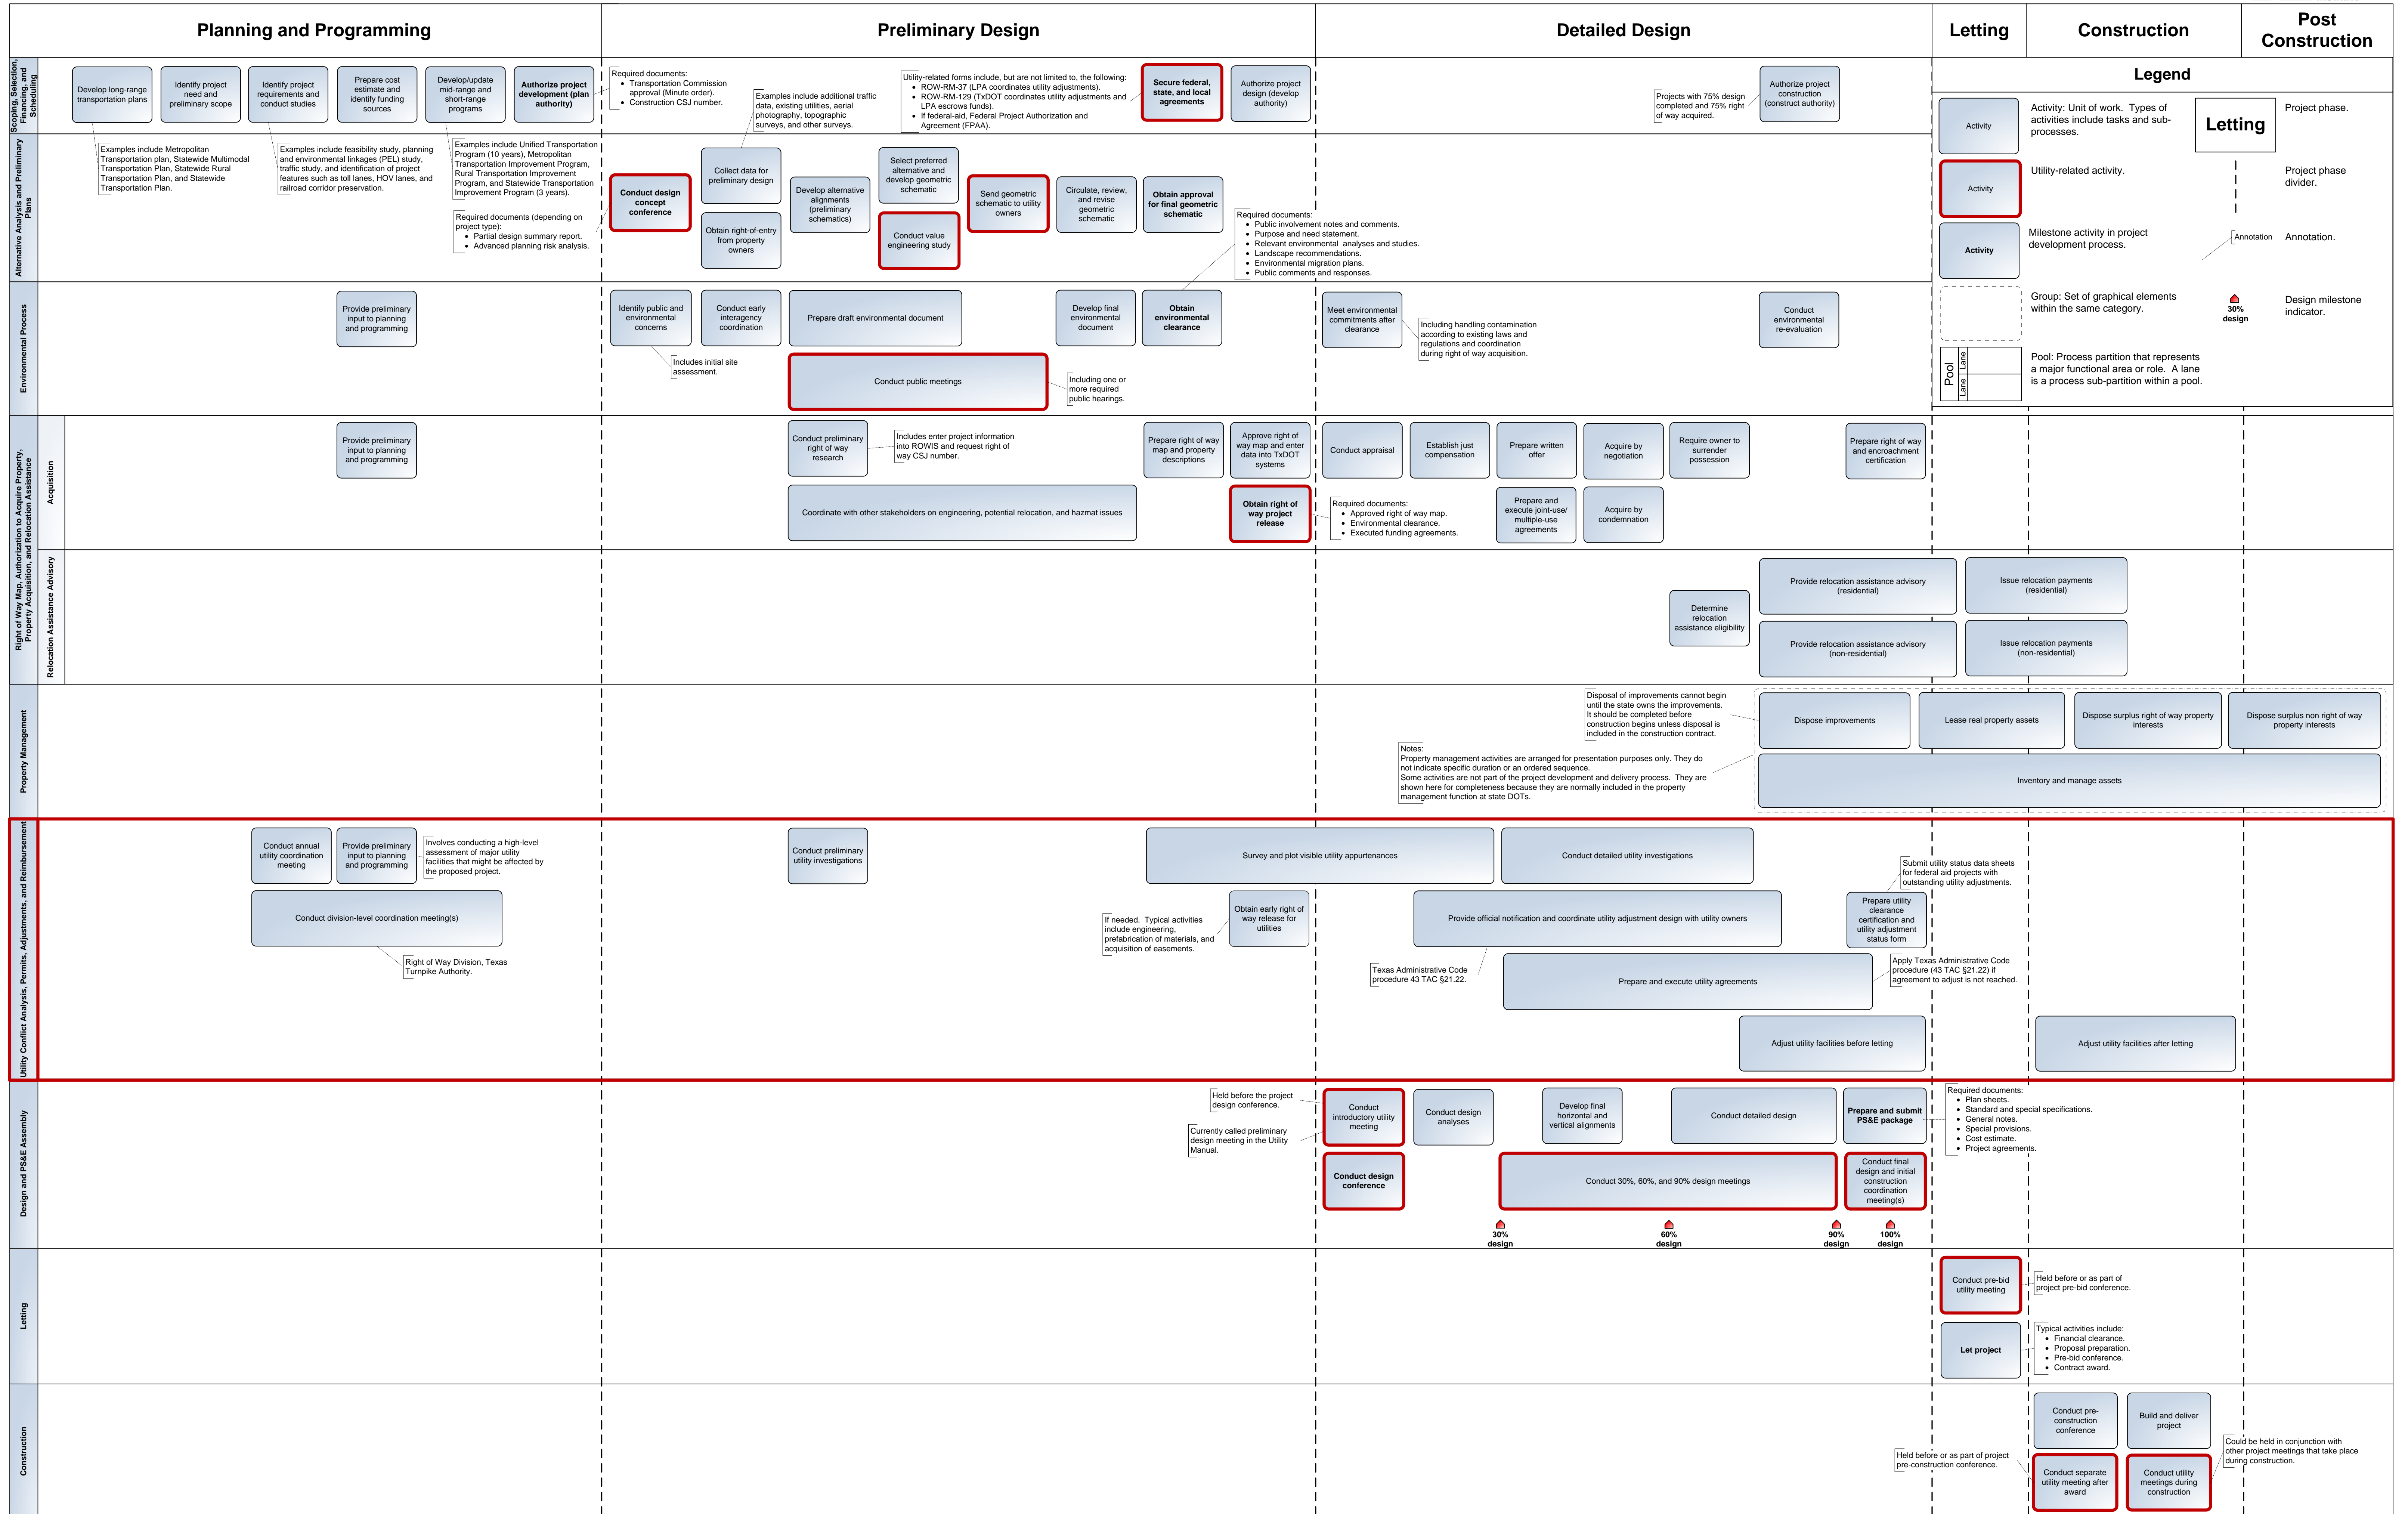 Planning and Programming
Preliminary Design
Detailed Design
Letting
Construction
Post
Construction
Scoping, Selection,
Financing, and
Scheduling
Develop long-range
transportation plans
Identify project
need and
preliminary scope
Identify project
requirements and
conduct studies
Prepare cost
estimate and
identify funding
sources
Develop/update
mid-range and
short-range
programs
Authorize project
development (plan
authority)
Required documents:
• Transportation Commission
approval (Minute order).
• Construction CSJ number.
Examples include additional traffic
data, existing utilities, aerial
photography, topographic
surveys, and other surveys.
Utility-related forms include, but are not limited to, the following:
• ROW-RM-37 (LPA coordinates utility adjustments).
• ROW-RM-129 (TxDOT coordinates utility adjustments and
LPA escrows funds).
• If federal-aid, Federal Project Authorization and
Agreement (FPAA).
Secure federal,
state, and local
agreements
Authorize project
design (develop
authority)
Projects with 75% design
completed and 75% right
of way acquired.
Authorize project
construction
(construct authority)
Legend
Activity
Activity: Unit of work. Types of
activities include tasks and sub-
processes.
Letting
Project phase.
Activity
Utility-related activity.
Project phase
divider.
Activity
Milestone activity in project
development process.
Annotation
Annotation.
Group: Set of graphical elements
within the same category.
30%
design
Design milestone
indicator.
Pool
Lane
Lane
Pool: Process partition that represents
a major functional area or role. A lane
is a process sub-partition within a pool.
Alternative Analysis and Preliminary
Plans
Examples include Metropolitan
Transportation plan, Statewide Multimodal
Transportation Plan, Statewide Rural
Transportation Plan, and Statewide
Transportation Plan.
Examples include feasibility study, planning
and environmental linkages (PEL) study,
traffic study, and identification of project
features such as toll lanes, HOV lanes, and
railroad corridor preservation.
Examples include Unified Transportation
Program (10 years), Metropolitan
Transportation Improvement Program,
Rural Transportation Improvement
Program, and Statewide Transportation
Improvement Program (3 years).
Required documents (depending on
project type):
• Partial design summary report.
• Advanced planning risk analysis.
Conduct design
concept
conference
Collect data for
preliminary design
Obtain right-of-entry
from property
owners
Develop alternative
alignments
(preliminary
schematics)
Select preferred
alternative and
develop geometric
schematic
Conduct value
engineering study
Send geometric
schematic to utility
owners
Circulate, review,
and revise
geometric
schematic
Obtain approval
for final geometric
schematic
Required documents:
• Public involvement notes and comments.
• Purpose and need statement.
• Relevant environmental analyses and studies.
• Landscape recommendations.
• Environmental migration plans.
• Public comments and responses.
Environmental Process
Provide preliminary
input to planning
and programming
Identify public and
environmental
concerns
Conduct early
interagency
coordination
Prepare draft environmental document
Develop final
environmental
document
Obtain
environmental
clearance
Meet environmental
commitments after
clearance
Including handling contamination
according to existing laws and
regulations and coordination
during right of way acquisition.
Conduct
environmental
re-evaluation
Includes initial site
assessment.
Conduct public meetings
Including one or
more required
public hearings.
Right of Way Map, Authorization to Acquire Property,
Property Acquisition, and Relocation Assistance
Acquisition
Provide preliminary
input to planning
and programming
Conduct preliminary
right of way
research
Includes enter project information
into ROWIS and request right of
way CSJ number.
Prepare right of way
map and property
descriptions
Approve right of
way map and enter
data into TxDOT
systems
Conduct appraisal
Establish just
compensation
Prepare written
offer
Acquire by
negotiation
Require owner to
surrender
possession
Prepare right of way
and encroachment
certification
Coordinate with other stakeholders on engineering, potential relocation, and hazmat issues
Obtain right of
way project
release
Required documents:
• Approved right of way map.
• Environmental clearance.
• Executed funding agreements.
Prepare and
execute joint-use/
multiple-use
agreements
Acquire by
condemnation
Relocation Assistance Advisory
Determine
relocation
assistance eligibility
Provide relocation assistance advisory
(residential)
Issue relocation payments
(residential)
Provide relocation assistance advisory
(non-residential)
Issue relocation payments
(non-residential)
Property Management
Disposal of improvements cannot begin
until the state owns the improvements.
It should be completed before
construction begins unless disposal is
included in the construction contract.
Notes:
Property management activities are arranged for presentation purposes only. They do
not indicate specific duration or an ordered sequence.
Some activities are not part of the project development and delivery process. They are
shown here for completeness because they are normally included in the property
management function at state DOTs.
Dispose improvements
Lease real property assets
Dispose surplus right of way property
interests
Dispose surplus non right of way
property interests
Inventory and manage assets
Utility Conflict Analysis, Permits, Adjustments, and Reimbursement
Conduct annual
utility coordination
meeting
Provide preliminary
input to planning
and programming
Involves conducting a high-level
assessment of major utility
facilities that might be affected by
the proposed project.
Conduct division-level coordination meeting(s)
Right of Way Division, Texas
Turnpike Authority.
Conduct preliminary
utility investigations
Survey and plot visible utility appurtenances
Conduct detailed utility investigations
If needed. Typical activities
include engineering,
prefabrication of materials, and
acquisition of easements.
Obtain early right of
way release for
utilities
Provide official notification and coordinate utility adjustment design with utility owners
Submit utility status data sheets
for federal aid projects with
outstanding utility adjustments.
Prepare utility
clearance
certification and
utility adjustment
status form
Texas Administrative Code
procedure 43 TAC §21.22.
Prepare and execute utility agreements
Apply Texas Administrative Code
procedure (43 TAC §21.22) if
agreement to adjust is not reached.
Adjust utility facilities before letting
Adjust utility facilities after letting
Design and PS&E Assembly
Held before the project
design conference.
Currently called preliminary
design meeting in the Utility
Manual.
Conduct
introductory utility
meeting
Conduct design
analyses
Develop final
horizontal and
vertical alignments
Conduct detailed design
Prepare and submit
PS&E package
Required documents:
• Plan sheets.
• Standard and special specifications.
• General notes.
• Special provisions.
• Cost estimate.
• Project agreements.
Conduct design
conference
Conduct 30%, 60%, and 90% design meetings
Conduct final
design and initial
construction
coordination
meeting(s)
30%
design
60%
design
90%
design
100%
design
Letting
Conduct pre-bid
utility meeting
Held before or as part of
project pre-bid conference.
Let project
Typical activities include:
• Financial clearance.
• Proposal preparation.
• Pre-bid conference.
• Contract award.
Construction
Conduct pre-
construction
conference
Build and deliver
project
Held before or as part of project
pre-construction conference.
Conduct separate
utility meeting after
award
Conduct utility
meetings during
construction
Could be held in conjunction with
other project meetings that take place
during construction.